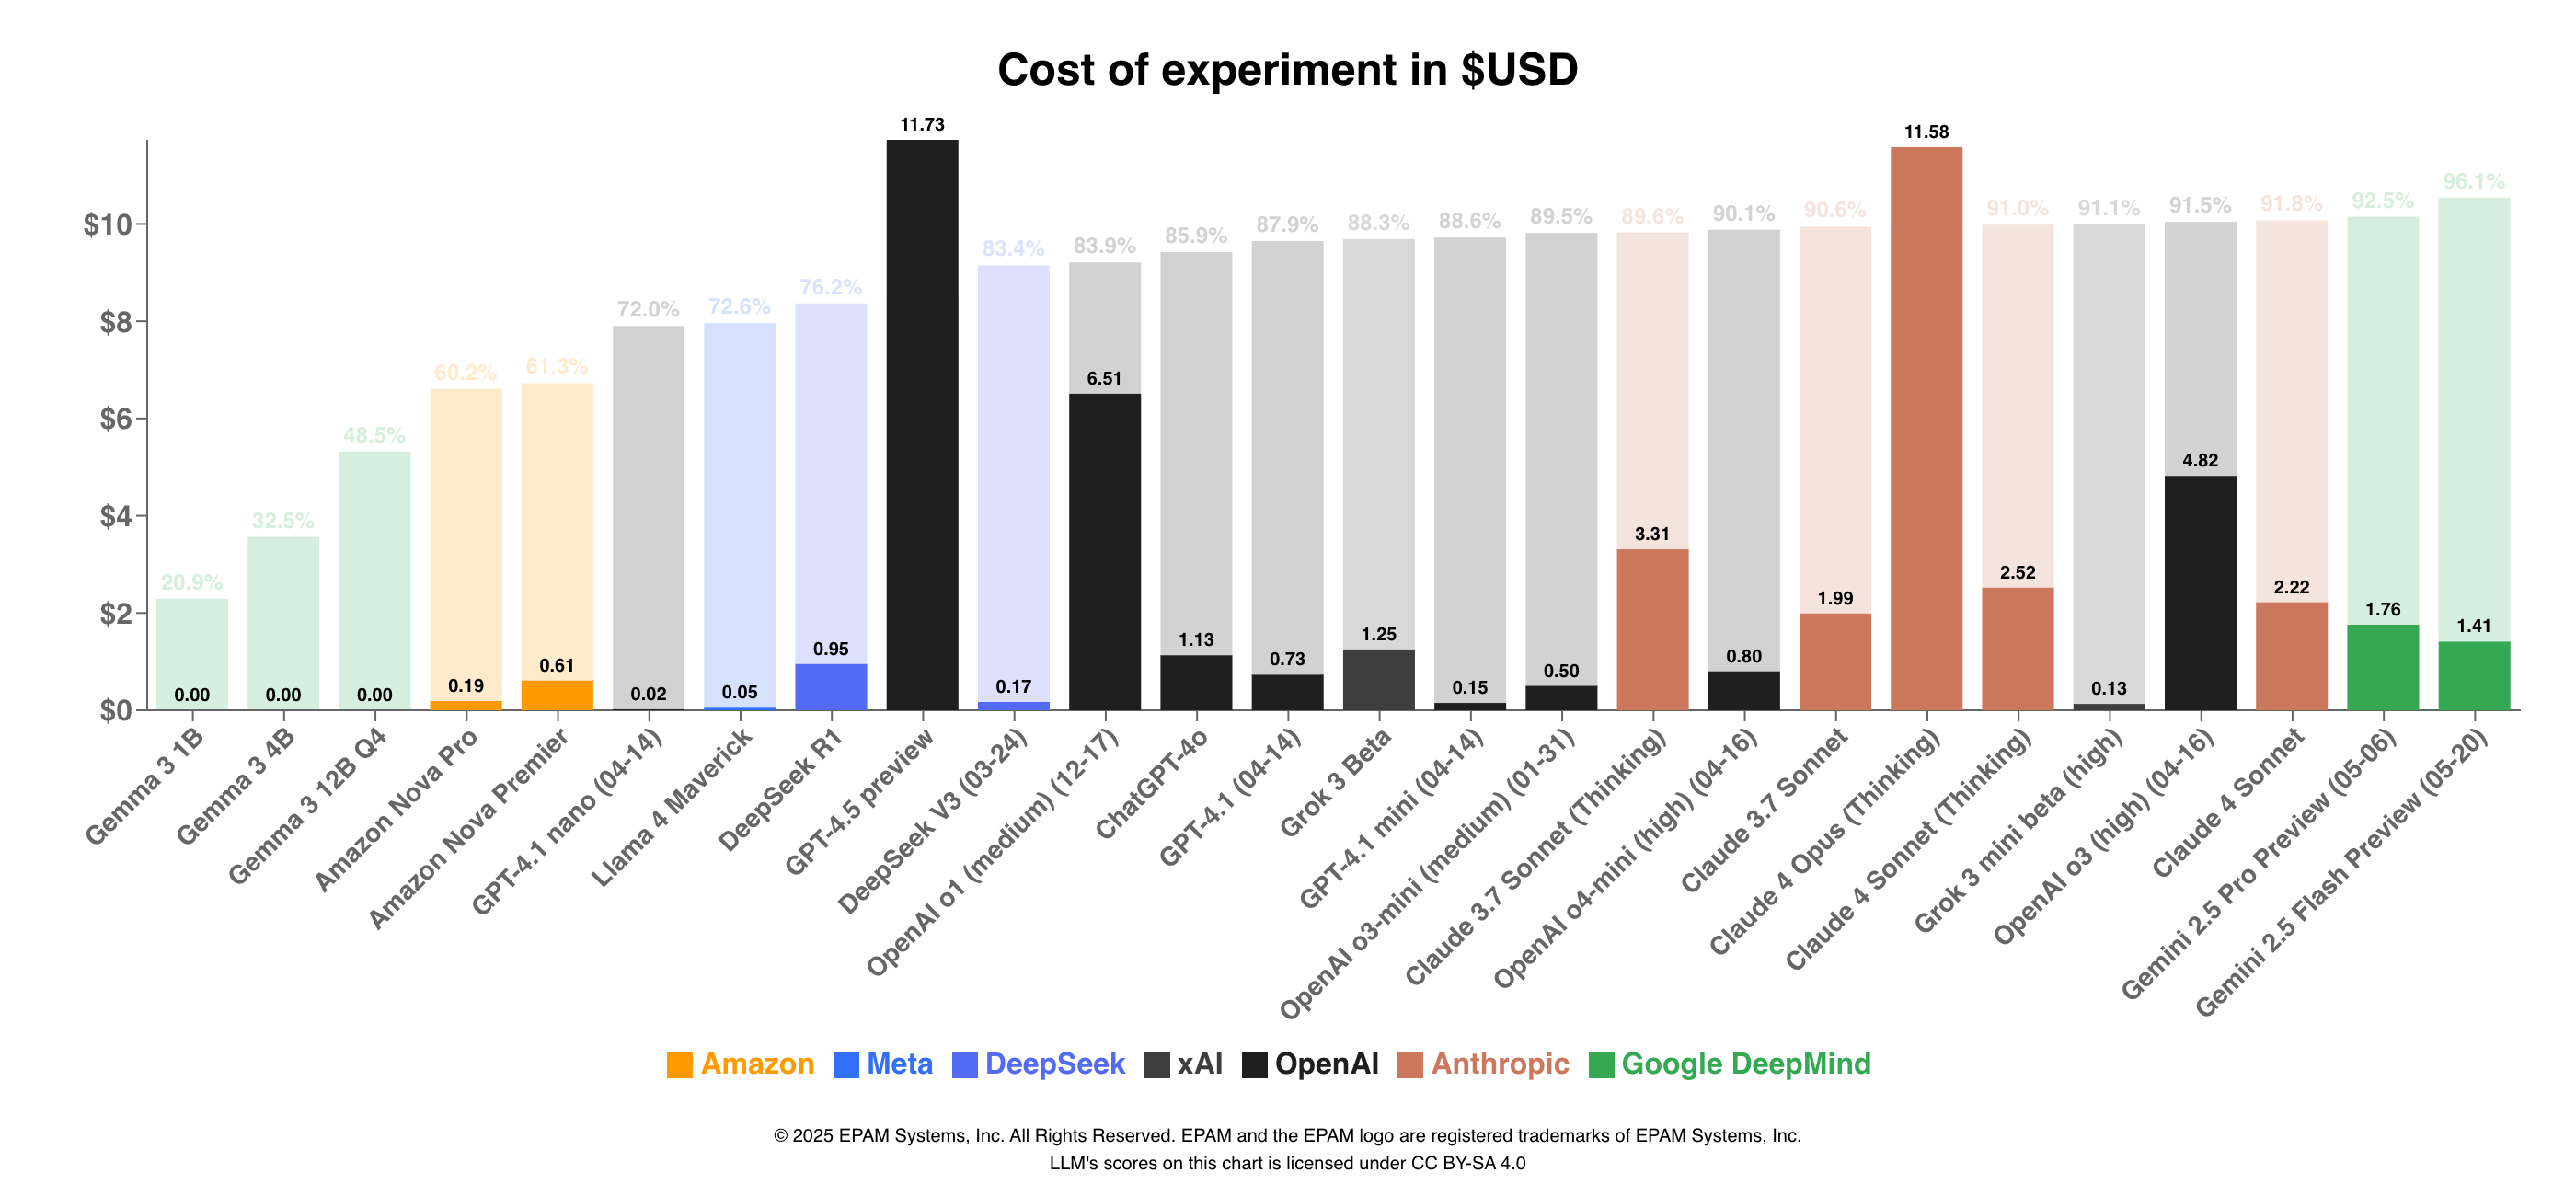 Cost of experiment in $USD
$10
$8
$6
$4
$2
$0
20.9%
0.00
32.5%
0.00
48.5%
0.00
60.2%
0.19
61.3%
0.61
72.0%
0.02
72.6%
0.05
76.2%
0.95
11.73
83.4%
0.17
83.9%
6.51
85.9%
1.13
87.9%
0.73
88.3%
1.25
88.6%
0.15
89.5%
0.50
89.6%
3.31
90.1%
0.80
90.6%
1.99
11.58
91.0%
2.52
91.1%
0.13
91.5%
4.82
91.8%
2.22
92.5%
1.76
96.1%
1.41
Gemma 3 1B
Gemma 3 4B
Gemma 3 12B Q4
Amazon Nova Pro
Amazon Nova Premier
GPT-4.1 nano (04-14)
Llama 4 Maverick
DeepSeek R1
GPT-4.5 preview
DeepSeek V3 (03-24)
OpenAI o1 (medium) (12-17)
ChatGPT-4o
GPT-4.1 (04-14)
Grok 3 Beta
GPT-4.1 mini (04-14)
OpenAI o3-mini (medium) (01-31)
Claude 3.7 Sonnet (Thinking)
OpenAI o4-mini (high) (04-16)
Claude 3.7 Sonnet
Claude 4 Opus (Thinking)
Claude 4 Sonnet (Thinking)
Grok 3 mini beta (high)
OpenAI o3 (high) (04-16)
Claude 4 Sonnet
Gemini 2.5 Pro Preview (05-06)
Gemini 2.5 Flash Preview (05-20)
Amazon Meta DeepSeek xAI OpenAI Anthropic Google DeepMind
© 2025 EPAM Systems, Inc. All Rights Reserved. EPAM and the EPAM logo are registered trademarks of EPAM Systems, Inc.
LLM's scores on this chart is licensed under CC BY-SA 4.0